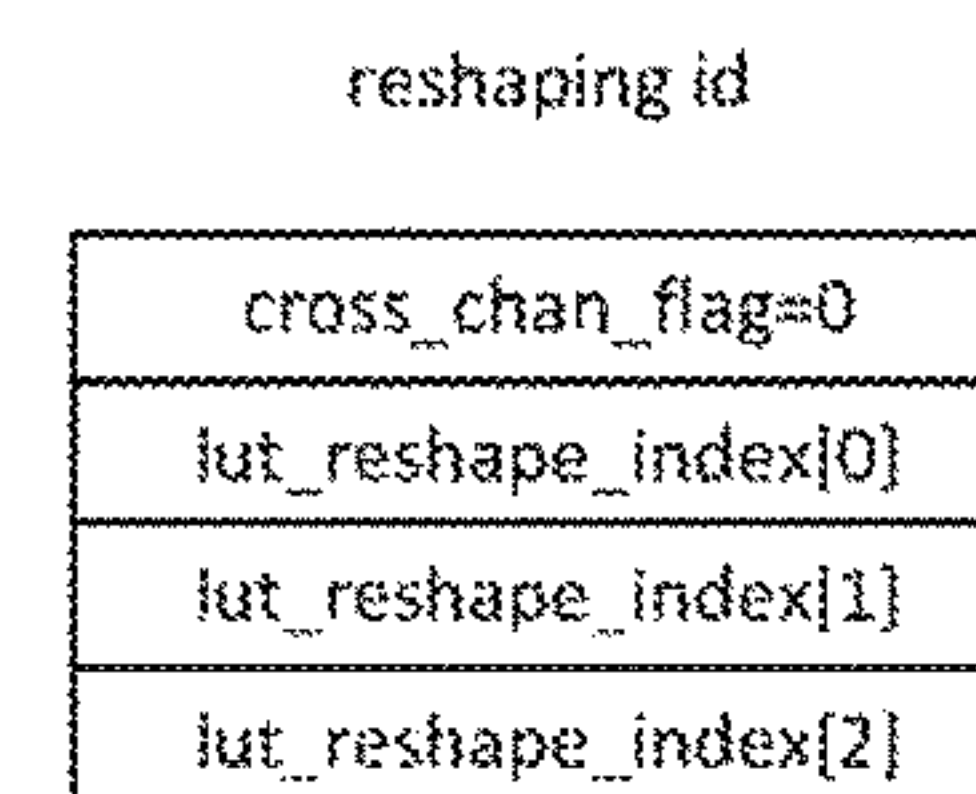 reshaping id
cross_chan_flag=0
lut_reshape_index[0]
lut_reshape_index[1]
lut_reshape_index[2]